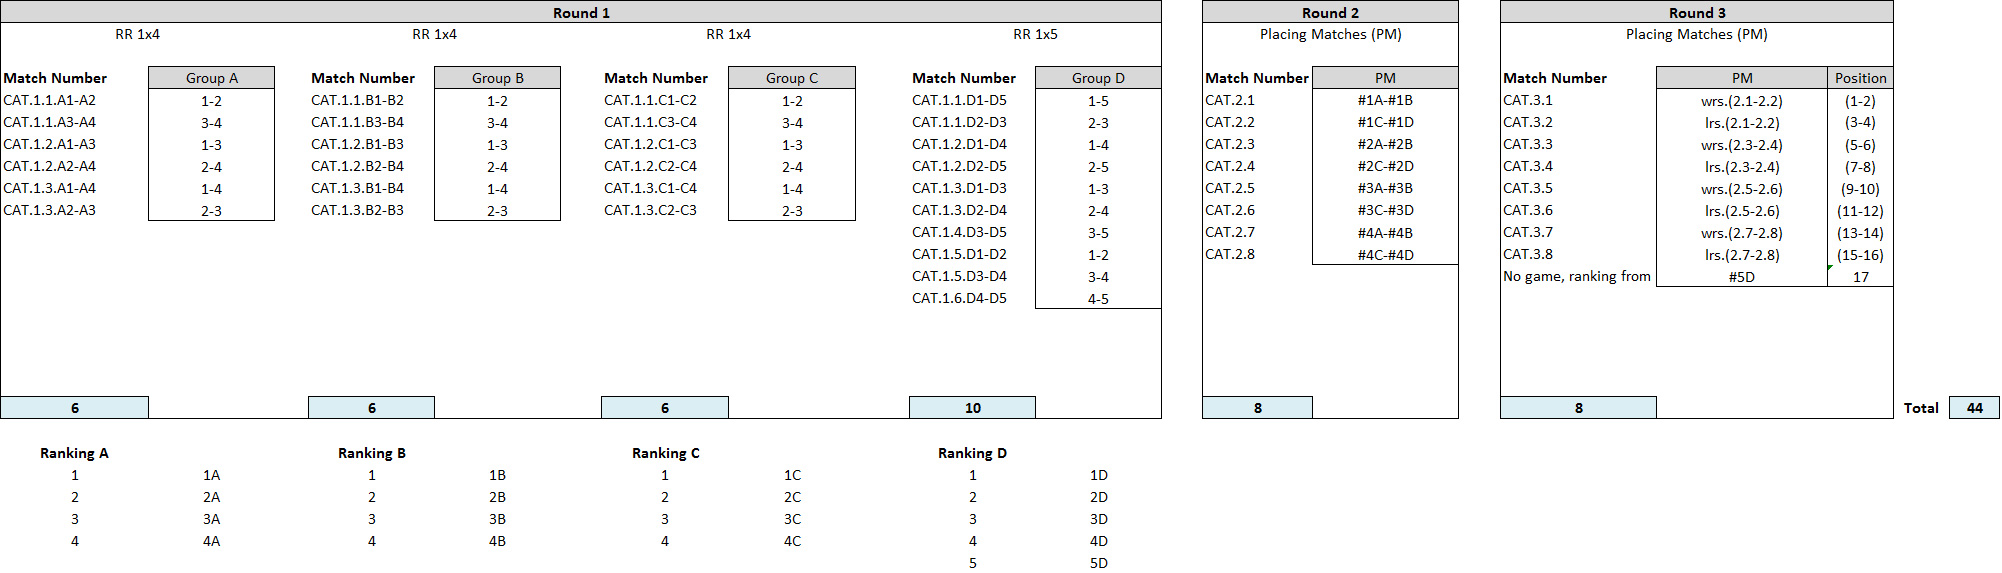 Round 1 Round 2 Round 3
RR 1x4 RR 1x4 RR 1x4 RR 1x5 Placing Matches (PM) Placing Matches (PM)
Match Number Group A Match Number Group B Match Number Group C Match Number Group D Match Number PM Match Number PM Position
CAT.1.1.A1-A2 1-2 CAT.1.1.B1-B2 1-2 CAT.1.1.C1-C2 1-2 CAT.1.1.D1-D5 1-5 CAT.2.1 #1A-#1B CAT.3.1 wrs.(2.1-2.2) (1-2)
CAT.1.1.A3-A4 3-4 CAT.1.1.B3-B4 3-4 CAT.1.1.C3-C4 3-4 CAT.1.1.D2-D3 2-3 CAT.2.2 #1C-#1D CAT.3.2 lrs.(2.1-2.2) (3-4)
CAT.1.2.A1-A3 1-3 CAT.1.2.B1-B3 1-3 CAT.1.2.C1-C3 1-3 CAT.1.2.D1-D4 1-4 CAT.2.3 #2A-#2B CAT.3.3 wrs.(2.3-2.4) (5-6)
CAT.1.2.A2-A4 2-4 CAT.1.2.B2-B4 2-4 CAT.1.2.C2-C4 2-4 CAT.1.2.D2-D5 2-5 CAT.2.4 #2C-#2D CAT.3.4 lrs.(2.3-2.4) (7-8)
CAT.1.3.A1-A4 1-4 CAT.1.3.B1-B4 1-4 CAT.1.3.C1-C4 1-4 CAT.1.3.D1-D3 1-3 CAT.2.5 #3A-#3B CAT.3.5 wrs.(2.5-2.6) (9-10)
CAT.1.3.A2-A3 2-3 CAT.1.3.B2-B3 2-3 CAT.1.3.C2-C3 2-3 CAT.1.3.D2-D4 2-4 CAT.2.6 #3C-#3D CAT.3.6 lrs.(2.5-2.6) (11-12)
CAT.1.4.D3-D5 3-5 CAT.2.7 #4A-#4B CAT.3.7 wrs.(2.7-2.8) (13-14)
CAT.1.5.D1-D2 1-2 CAT.2.8 #4C-#4D CAT.3.8 lrs.(2.7-2.8) (15-16)
CAT.1.5.D3-D4 3-4 No game, ranking from #5D 17
CAT.1.6.D4-D5 4-5
6 6 6 10 8 8 Total 44
Ranking A Ranking B Ranking C Ranking D
1 1A 1 1B 1 1C 1 1D
2 2A 2 2B 2 2C 2 2D
3 3A 3 3B 3 3C 3 3D
4 4A 4 4B 4 4C 4 4D
5 5D